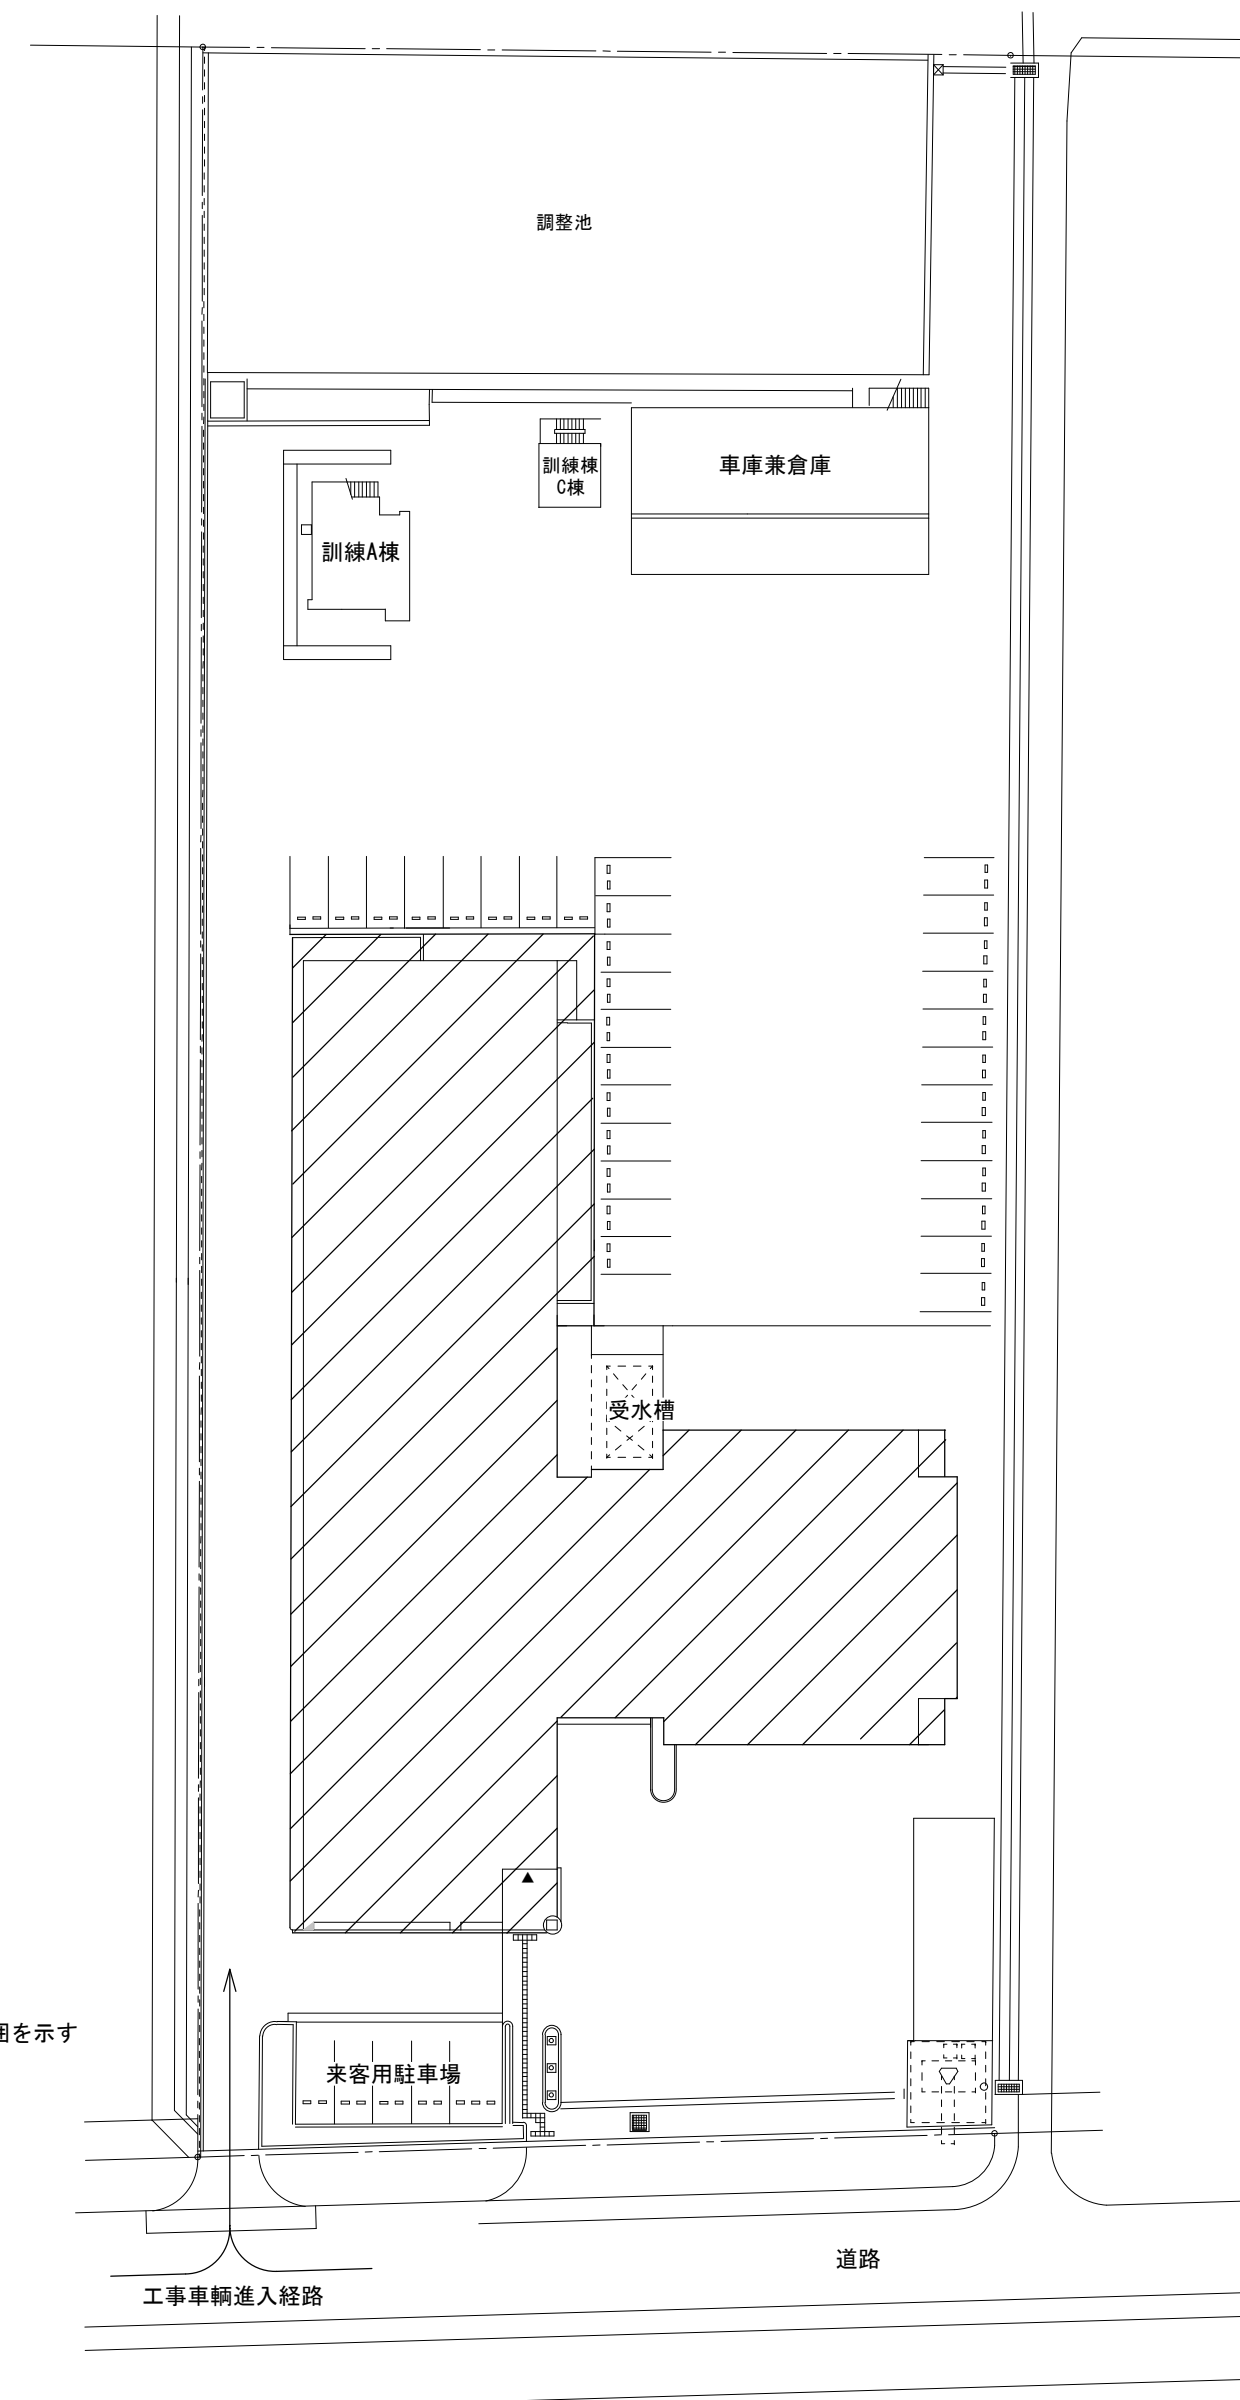 調整池
訓練棟
C棟
車庫兼倉庫
訓練A棟
受水槽
囲を示す
来客用駐車場
道路
工事車輌進入経路